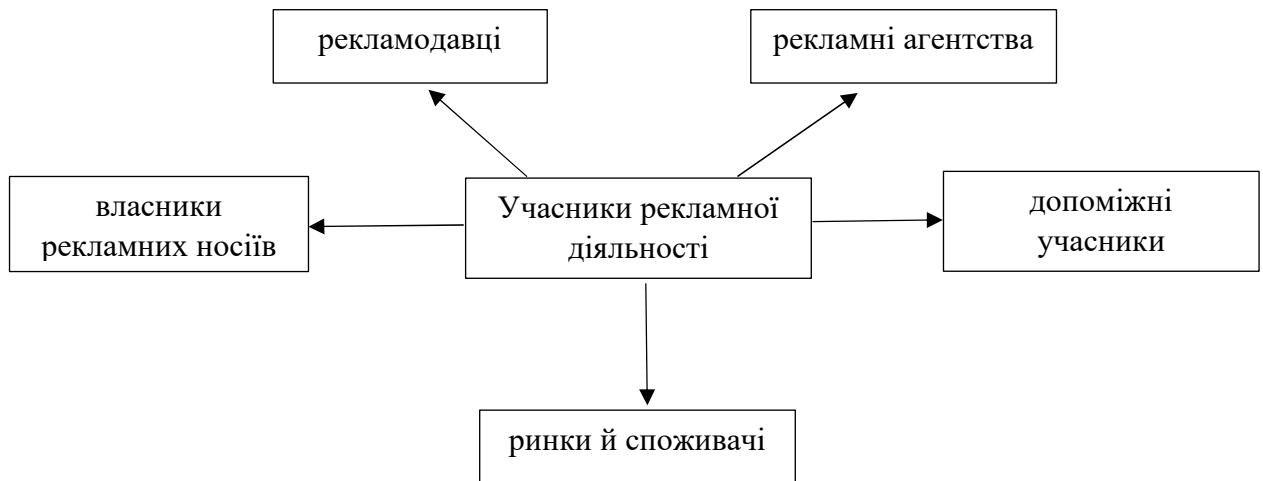 рекламодавці
рекламні агентства
власники
рекламних носіїв
Учасники рекламної
діяльності
допоміжні
учасники
ринки й споживачі